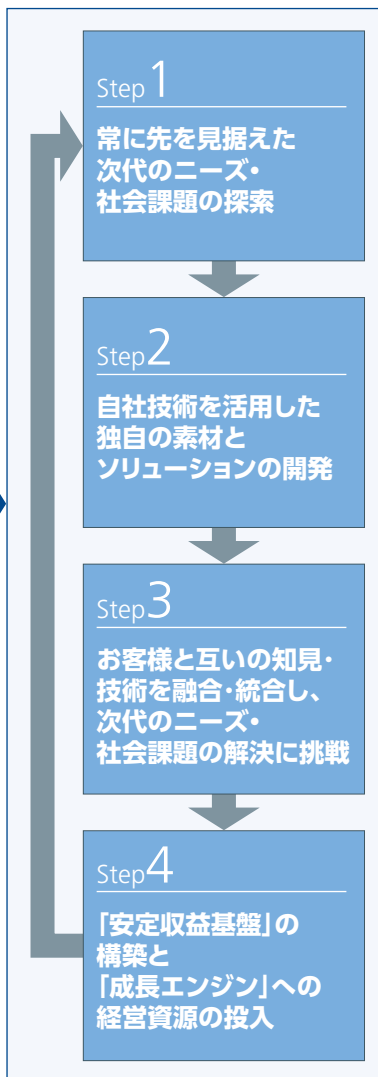 Step1
常に先を見据えた
次代のニーズ・
社会課題の探索
Step2
自社技術を活用した
独自の素材と
ソリューションの開発
Step3
お客様と互いの知見・
技術を融合・統合し、
次代のニーズ・
社会課題の解決に挑戦
Step4
「安定収益基盤」の
構築と
「成長エンジン」への
経営資源の投入